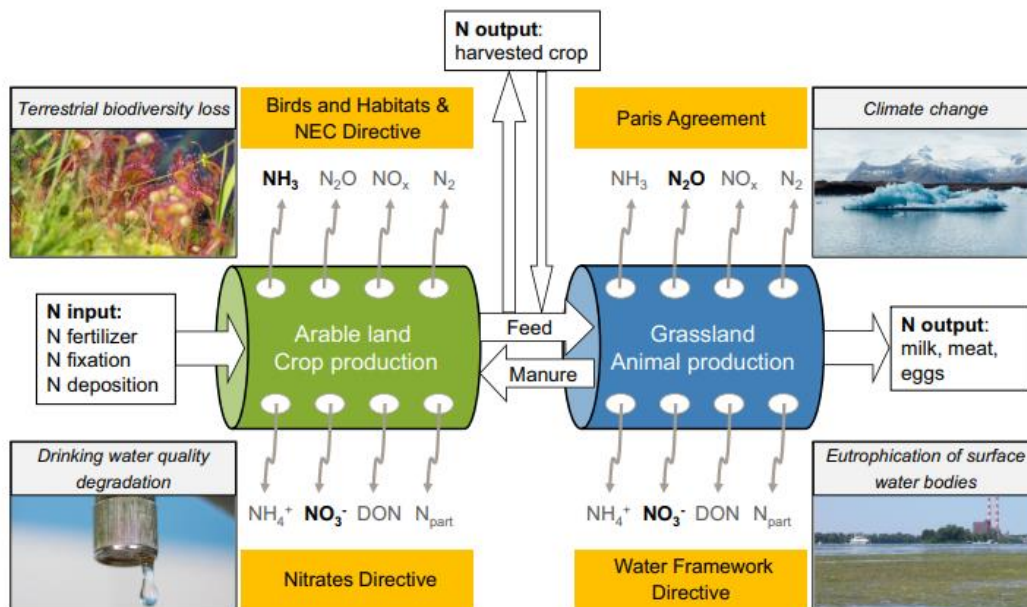 N output:
harvested crop
Terrestrial biodiversity loss
Birds and Habitats &
NEC Directive
Paris Agreement
Climate change
NH₃ N₂O NOₓ N₂
NH₃ N₂O NOₓ N₂
N input:
N fertilizer
N fixation
N deposition
Arable land
Crop production
Feed
Manure
Grassland
Animal production
N output:
milk, meat,
eggs
Drinking water quality
degradation
NH₄⁺ NO₃⁻ DON Nₚₐᵣₜ
NH₄⁺ NO₃⁻ DON Nₚₐᵣₜ
Eutrophication of surface
water bodies
Nitrates Directive
Water Framework
Directive